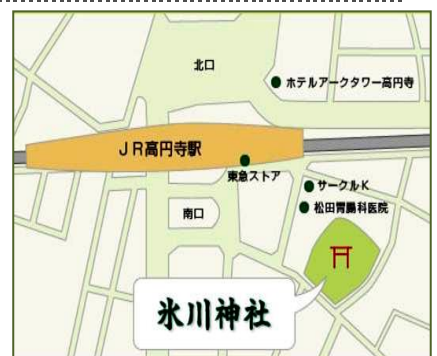 北口
ホテルアークタワー高円寺
JR高円寺駅
東急ストア
サークルK
南口
松田胃腸科医院
氷川神社